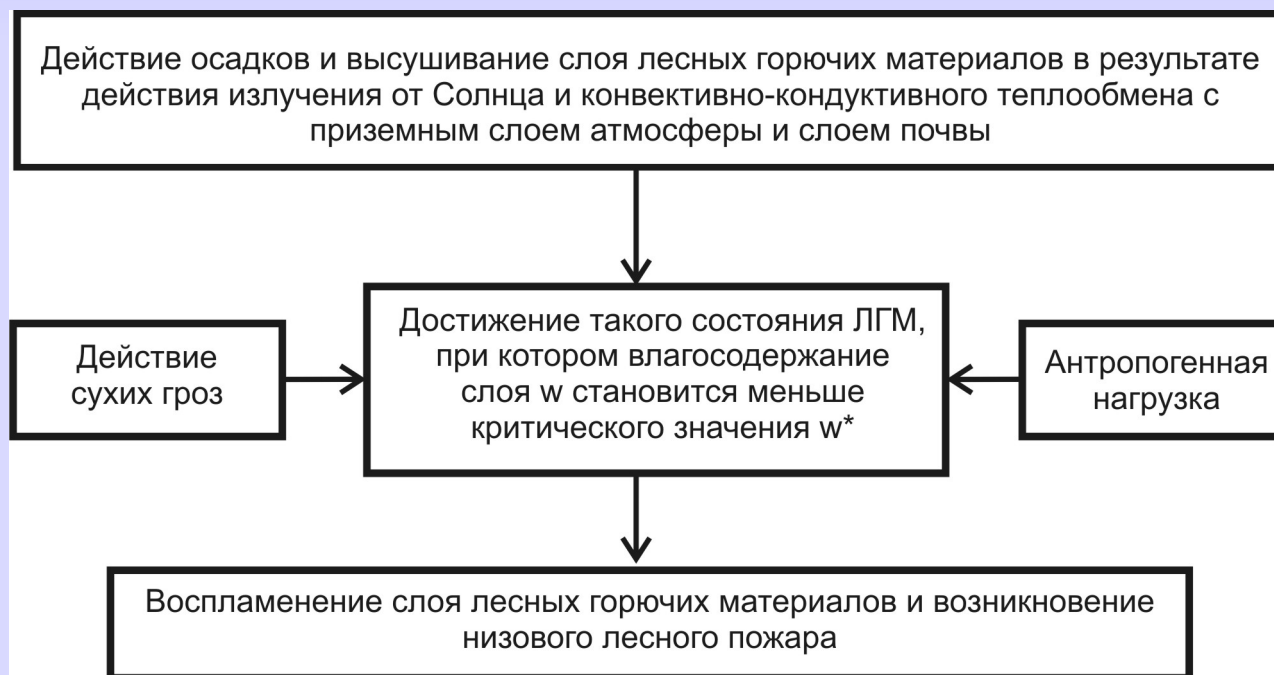 Действие осадков и высушивание слоя лесных горючих материалов в результате
действия излучения от Солнца и конвективно-кондуктивного теплообмена с
приземным слоем атмосферы и слоем почвы
Действие
сухих гроз
Достижение такого состояния ЛГМ,
при котором влагосодержание
слоя w становится меньше
критического значения w*
Антропогенная
нагрузка
Воспламенение слоя лесных горючих материалов и возникновение
низового лесного пожара